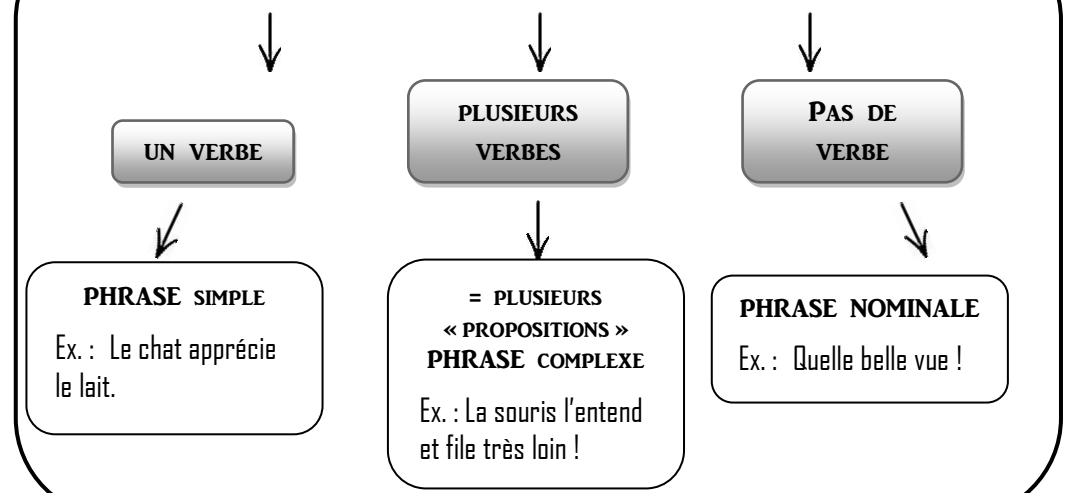 UN VERBE
PLUSIEURS
VERBES
PAS DE
VERBE
PHRASE SIMPLE
Ex. : Le chat apprécie
le lait.
= PLUSIEURS
« PROPOSITIONS »
PHRASE COMPLEXE
Ex. : La souris l'entend
et file très loin !
PHRASE NOMINALE
Ex. : Quelle belle vue !